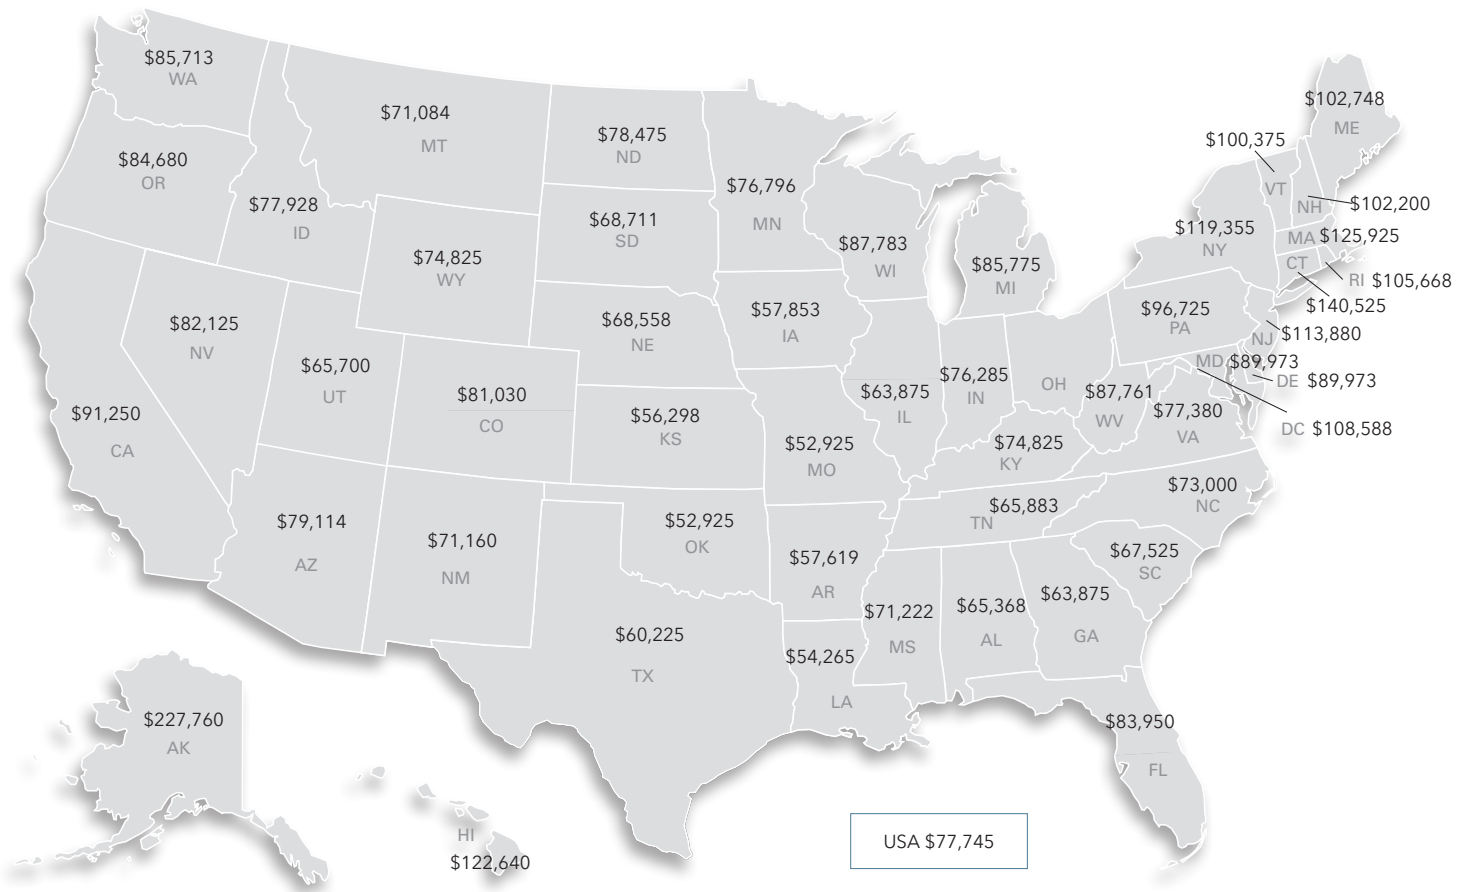 $85,713
WA
$71,084
MT
$78,475
ND
$76,796
MN
$102,748
ME
$100,375
VT
NH $102,200
$84,680
OR
$77,928
ID
$74,825
WY
$68,711
SD
$87,783
WI
$85,775
MI
$119,355
NY
MA $125,925
CT
$140,525
RI $105,668
$82,125
NV
$65,700
UT
$81,030
CO
$68,558
NE
$57,853
IA
$96,725
PA
NJ $113,880
MD $89,973
DE $89,973
DC $108,588
$91,250
CA
$56,298
KS
$52,925
MO
$63,875
IL
$76,285
IN
OH
$87,761
WV
$77,380
VA
$74,825
KY
$79,114
AZ
$71,160
NM
$52,925
OK
$57,619
AR
$65,883
TN
$73,000
NC
$67,525
SC
$60,225
TX
$54,265
LA
$71,222
MS
$65,368
AL
$63,875
GA
$83,950
FL
$227,760
AK
HI
$122,640
USA $77,745